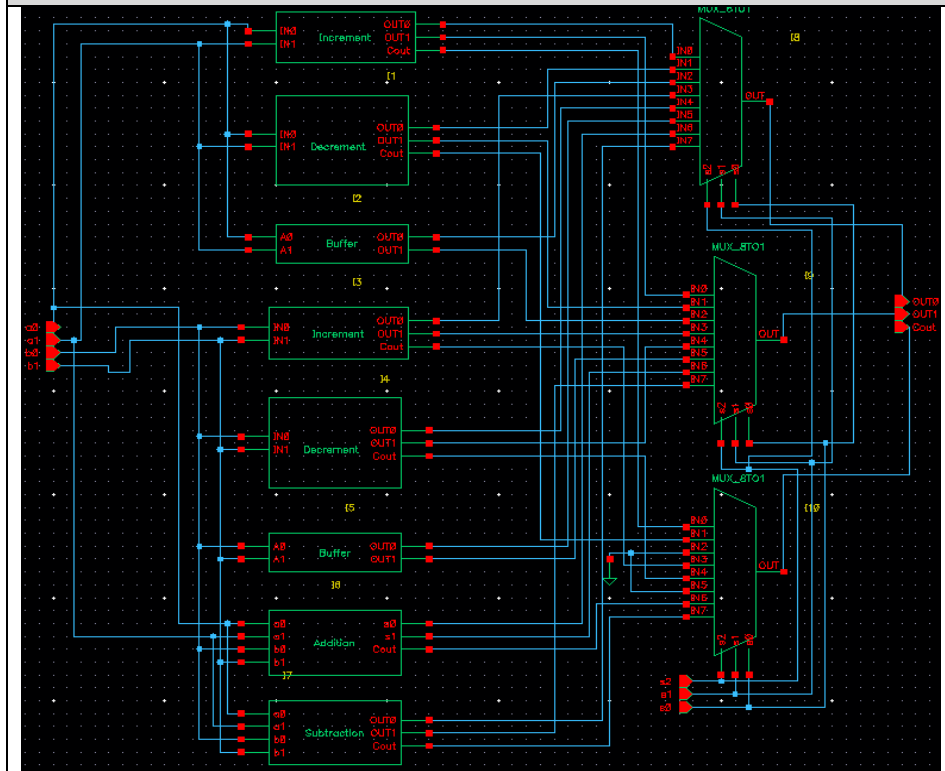 IN0 OUT0
IN1 Increment OUT1
Cout
I1
OUT0
IN0 OUT1
IN1 Decrement Cout
I2
A0 OUT0
A1 Buffer OUT1
I3
IN0 OUT0
IN1 Increment OUT1
Cout
I4
OUT0
IN0 OUT1
IN1 Decrement Cout
I5
A0 OUT0
A1 Buffer OUT1
I6
a0 s0
a1 Addition s1
b0 Cout
b1
I7
a0
a1 OUT0
b0 Subtraction OUT1
b1 Cout
a0
a1
b0
b1
MUX_8TO1
I8
IN0
IN1
IN2
IN3
IN4 OUT
IN5
IN6
IN7
s2 s1 s0
MUX_8TO1
I9
IN0
IN1
IN2
IN3 OUT
IN4
IN5
IN6
IN7
s2 s1 s0
MUX_8TO1
I10
IN0
IN1
IN2
IN3 OUT
IN4
IN5
IN6
IN7
s2 s1 s0
s2
s1
s0
OUT0
OUT1
Cout